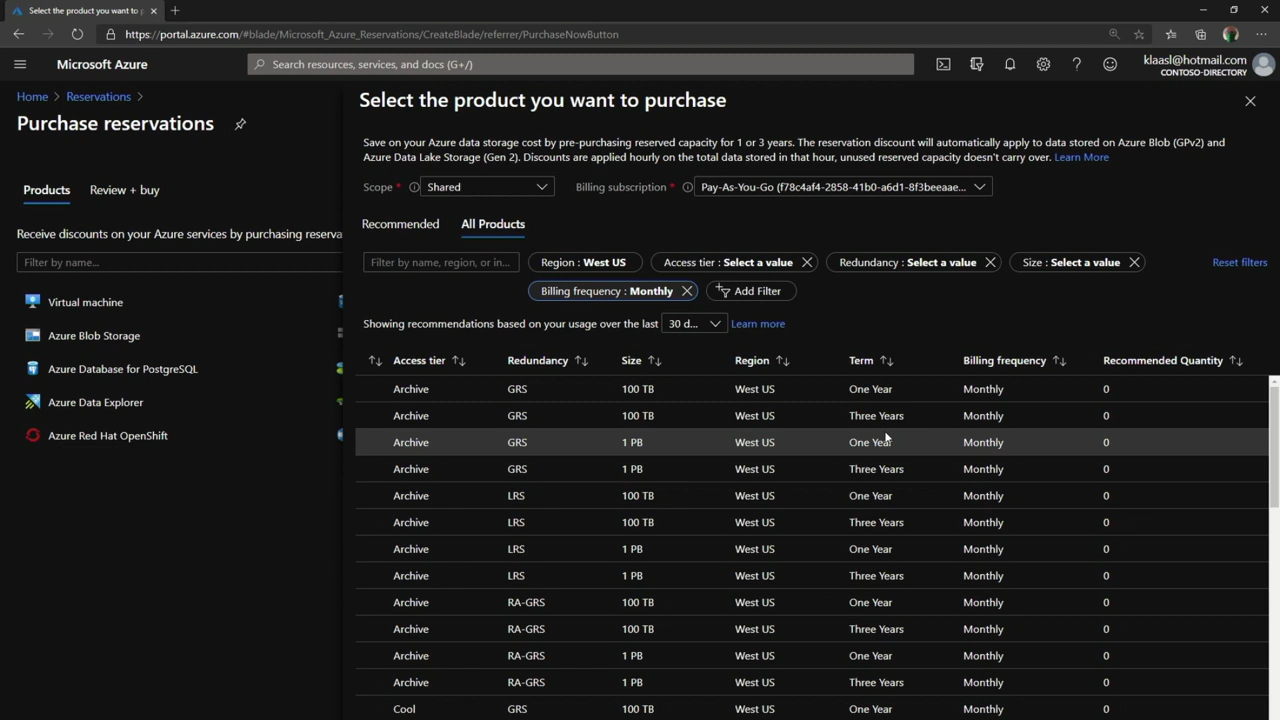 Select the product you want to p
https://portal.azure.com/#blade/Microsoft_Azure_Reservations/CreateBlade/referrer/PurchaseNowButton
Microsoft Azure
Search resources, services, and docs (G+/)
klaasl@hotmail.com
CONTOSO-DIRECTORY
Home > Reservations >
Purchase reservations
Products
Review + buy
Receive discounts on your Azure services by purchasing reserva
Filter by name...
Virtual machine
Azure Blob Storage
Azure Database for PostgreSQL
Azure Data Explorer
Azure Red Hat OpenShift
Select the product you want to purchase
Save on your Azure data storage cost by pre-purchasing reserved capacity for 1 or 3 years. The reservation discount will automatically apply to data stored on Azure Blob (GPv2) and
Azure Data Lake Storage (Gen 2). Discounts are applied hourly on the total data stored in that hour, unused reserved capacity doesn't carry over. Learn More
Scope * Shared Billing subscription * Pay-As-You-Go (f78c4af4-2858-41b0-a6d1-8f3beeaae...
Recommended All Products
Filter by name, region, or in... Region : West US Access tier : Select a value Redundancy : Select a value Size : Select a value Reset filters
Billing frequency : Monthly Add Filter
Showing recommendations based on your usage over the last 30 d... Learn more
Access tier Redundancy Size Region Term Billing frequency Recommended Quantity
Archive GRS 100 TB West US One Year Monthly 0
Archive GRS 100 TB West US Three Years Monthly 0
Archive GRS 1 PB West US One Year Monthly 0
Archive GRS 1 PB West US Three Years Monthly 0
Archive LRS 100 TB West US One Year Monthly 0
Archive LRS 100 TB West US Three Years Monthly 0
Archive LRS 1 PB West US One Year Monthly 0
Archive LRS 1 PB West US Three Years Monthly 0
Archive RA-GRS 100 TB West US One Year Monthly 0
Archive RA-GRS 100 TB West US Three Years Monthly 0
Archive RA-GRS 1 PB West US One Year Monthly 0
Archive RA-GRS 1 PB West US Three Years Monthly 0
Cool GRS 100 TB West US One Year Monthly 0